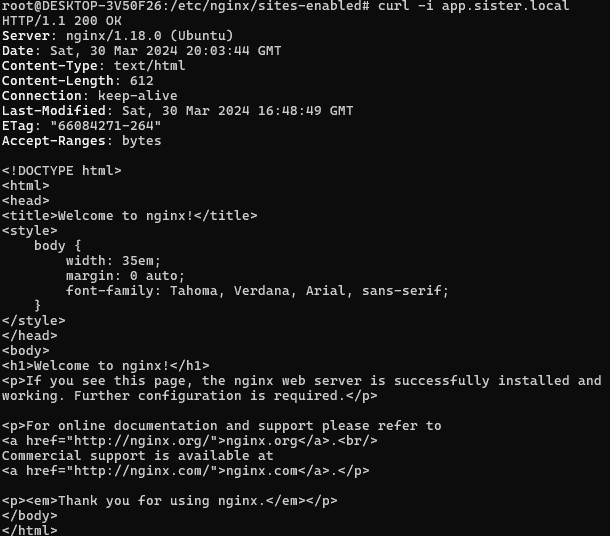 root@DESKTOP-3V50F26:/etc/nginx/sites-enabled# curl -i app.sister.local
HTTP/1.1 200 OK
Server: nginx/1.18.0 (Ubuntu)
Date: Sat, 30 Mar 2024 20:03:44 GMT
Content-Type: text/html
Content-Length: 612
Connection: keep-alive
Last-Modified: Sat, 30 Mar 2024 16:48:49 GMT
ETag: "66084271-264"
Accept-Ranges: bytes

<!DOCTYPE html>
<html>
<head>
<title>Welcome to nginx!</title>
<style>
    body {
        width: 35em;
        margin: 0 auto;
        font-family: Tahoma, Verdana, Arial, sans-serif;
    }
</style>
</head>
<body>
<h1>Welcome to nginx!</h1>
<p>If you see this page, the nginx web server is successfully installed and
working. Further configuration is required.</p>

<p>For online documentation and support please refer to
<a href="http://nginx.org/">nginx.org</a>.<br/>
Commercial support is available at
<a href="http://nginx.com/">nginx.com</a>.</p>

<p><em>Thank you for using nginx.</em></p>
</body>
</html>